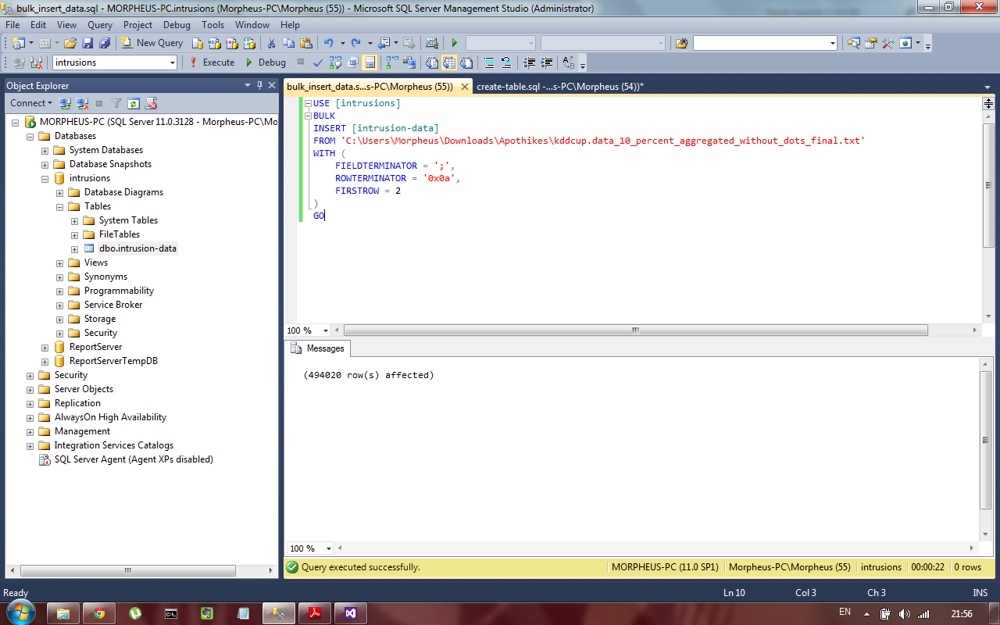 bulk_insert_data.sql - MORPHEUS-PC.intrusions (Morpheus-PC\Morpheus (55)) - Microsoft SQL Server Management Studio (Administrator)
File Edit View Query Project Debug Tools Window Help
New Query
intrusions Execute Debug
Object Explorer
Connect
MORPHEUS-PC (SQL Server 11.0.3128 - Morpheus-PC\Mo
Databases
System Databases
Database Snapshots
intrusions
Database Diagrams
Tables
System Tables
FileTables
dbo.intrusion-data
Views
Synonyms
Programmability
Service Broker
Storage
Security
ReportServer
ReportServerTempDB
Security
Server Objects
Replication
AlwaysOn High Availability
Management
Integration Services Catalogs
SQL Server Agent (Agent XPs disabled)
bulk_insert_data.s...s-PC\Morpheus (55)) create-table.sql -...s-PC\Morpheus (54))*
USE [intrusions]
BULK
INSERT [intrusion-data]
FROM 'C:\Users\Morpheus\Downloads\Apothikes\kddcup.data_10_percent_aggregated_without_dots_final.txt'
WITH (
FIELDTERMINATOR = ';',
ROWTERMINATOR = '0x0a',
FIRSTROW = 2
)
GO
100 %
Messages
(494020 row(s) affected)
100 %
Query executed successfully. MORPHEUS-PC (11.0 SP1) Morpheus-PC\Morpheus (55) intrusions 00:00:22 0 rows
Ready Ln 10 Col 3 Ch 3 INS
EN 21:56